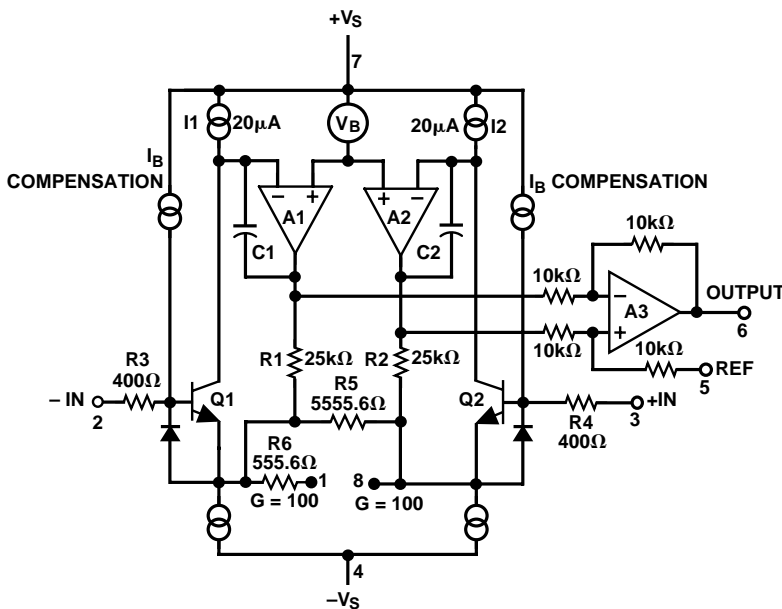 +VS
7
I1
20µA
VB
20µA
I2
IB
COMPENSATION
IB COMPENSATION
–
+
A1
+
–
A2
C1
C2
10kΩ
10kΩ
–
A3
+
OUTPUT
6
10kΩ
10kΩ
REF
5
R1
25kΩ
R2
25kΩ
R3
400Ω
– IN
2
Q1
R5
5555.6Ω
Q2
+IN
3
R4
400Ω
R6
555.6Ω
1
G = 100
8
G = 100
4
–VS